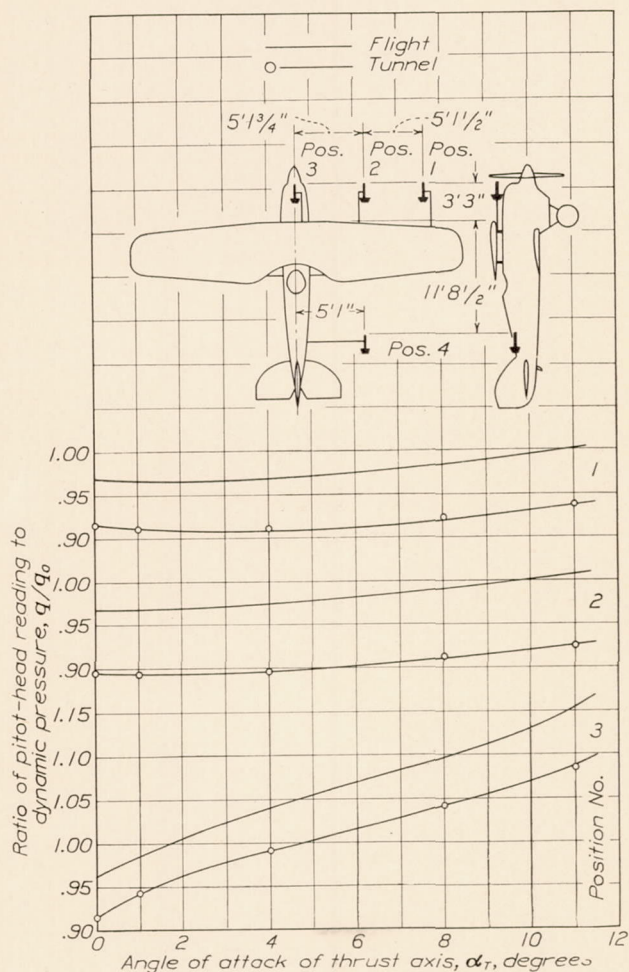 Flight
Tunnel
5'1¾" 5'1½"
Pos. 3 Pos. 2 Pos. 1
3'3"
11'8½"
5'1"
Pos. 4
1.00
.95
.90
1
1.00
.95
.90
2
1.15
1.10
1.05
1.00
.95
.90
3
Ratio of pitot-head reading to
dynamic pressure, q/q₀
Position No.
0 2 4 6 8 10 12
Angle of attack of thrust axis, α_T, degrees